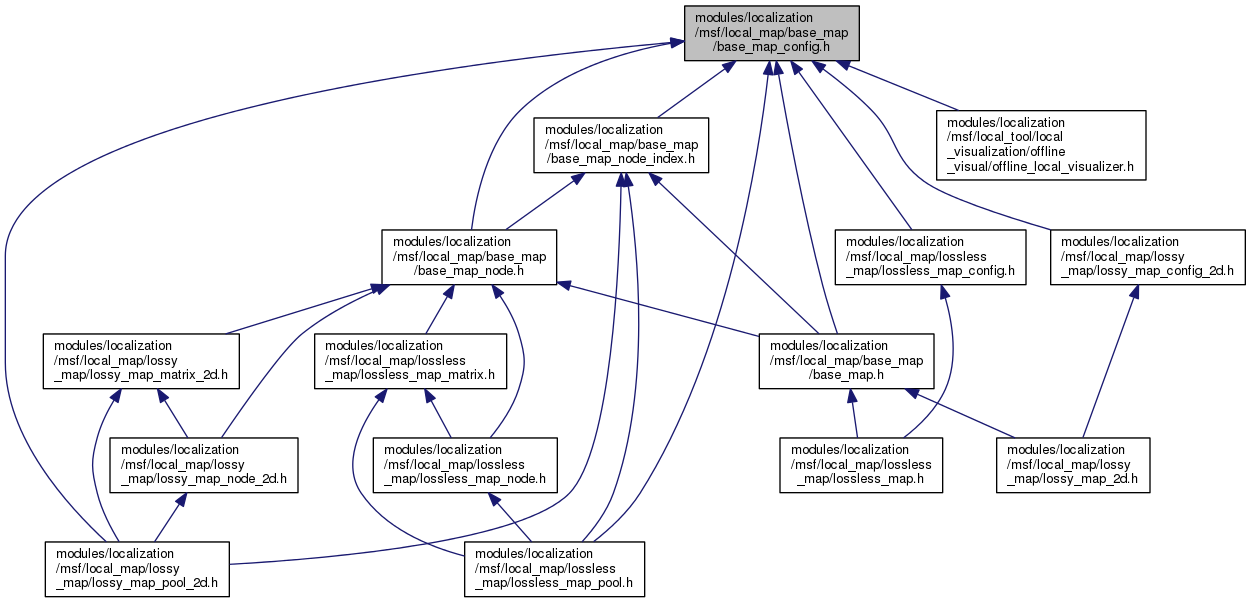 modules/localization
/msf/local_map/base_map
/base_map_config.h
modules/localization
/msf/local_tool/local
_visualization/offline
_visual/offline_local_visualizer.h
modules/localization
/msf/local_map/base_map
/base_map_node_index.h
modules/localization
/msf/local_map/base_map
/base_map_node.h
modules/localization
/msf/local_map/lossless
_map/lossless_map_config.h
modules/localization
/msf/local_map/lossy
_map/lossy_map_config_2d.h
modules/localization
/msf/local_map/lossy
_map/lossy_map_matrix_2d.h
modules/localization
/msf/local_map/lossless
_map/lossless_map_matrix.h
modules/localization
/msf/local_map/base_map
/base_map.h
modules/localization
/msf/local_map/lossy
_map/lossy_map_node_2d.h
modules/localization
/msf/local_map/lossless
_map/lossless_map_node.h
modules/localization
/msf/local_map/lossless
_map/lossless_map.h
modules/localization
/msf/local_map/lossy
_map/lossy_map_2d.h
modules/localization
/msf/local_map/lossy
_map/lossy_map_pool_2d.h
modules/localization
/msf/local_map/lossless
_map/lossless_map_pool.h